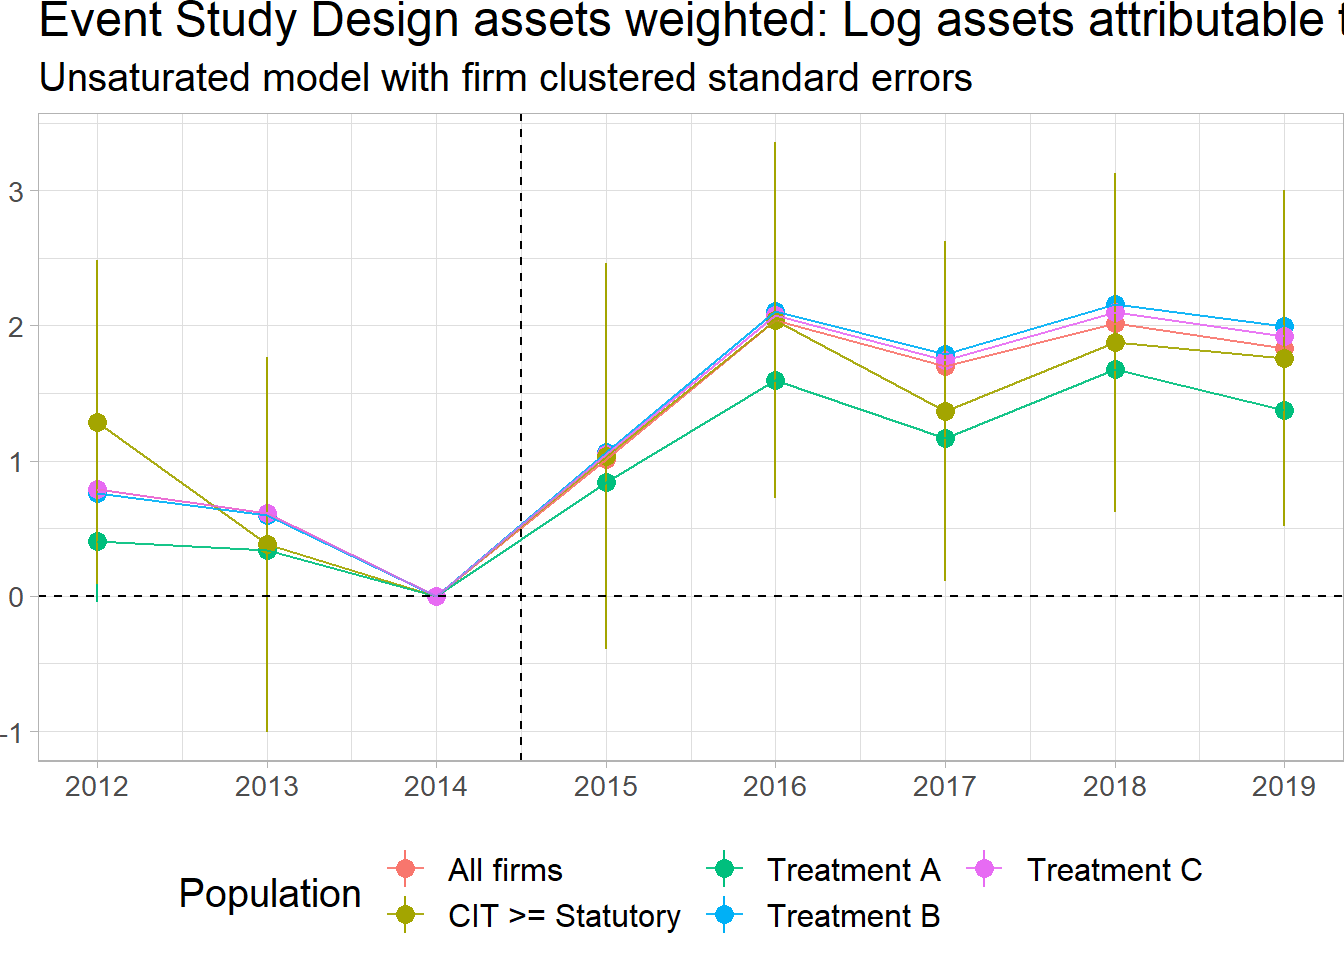 Event Study Design assets weighted: Log assets attributable t
Unsaturated model with firm clustered standard errors
3
2
1
0
-1
2012 2013 2014 2015 2016 2017 2018 2019
Population
All firms Treatment A Treatment C
CIT >= Statutory Treatment B